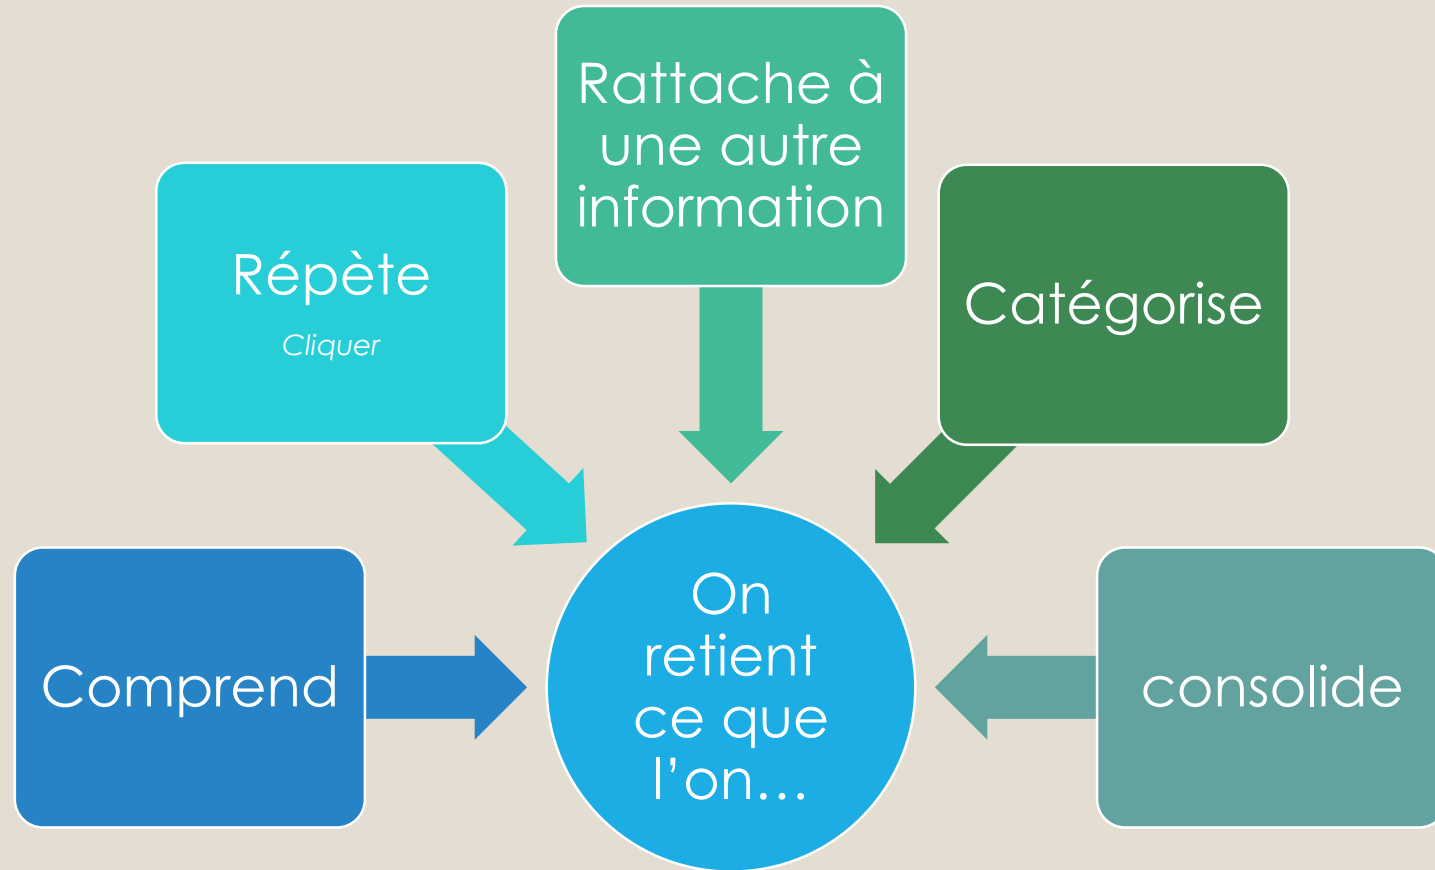 Rattache à
une autre
information
Répète
Cliquer
Catégorise
Comprend
On
retient
ce que
l’on…
consolide